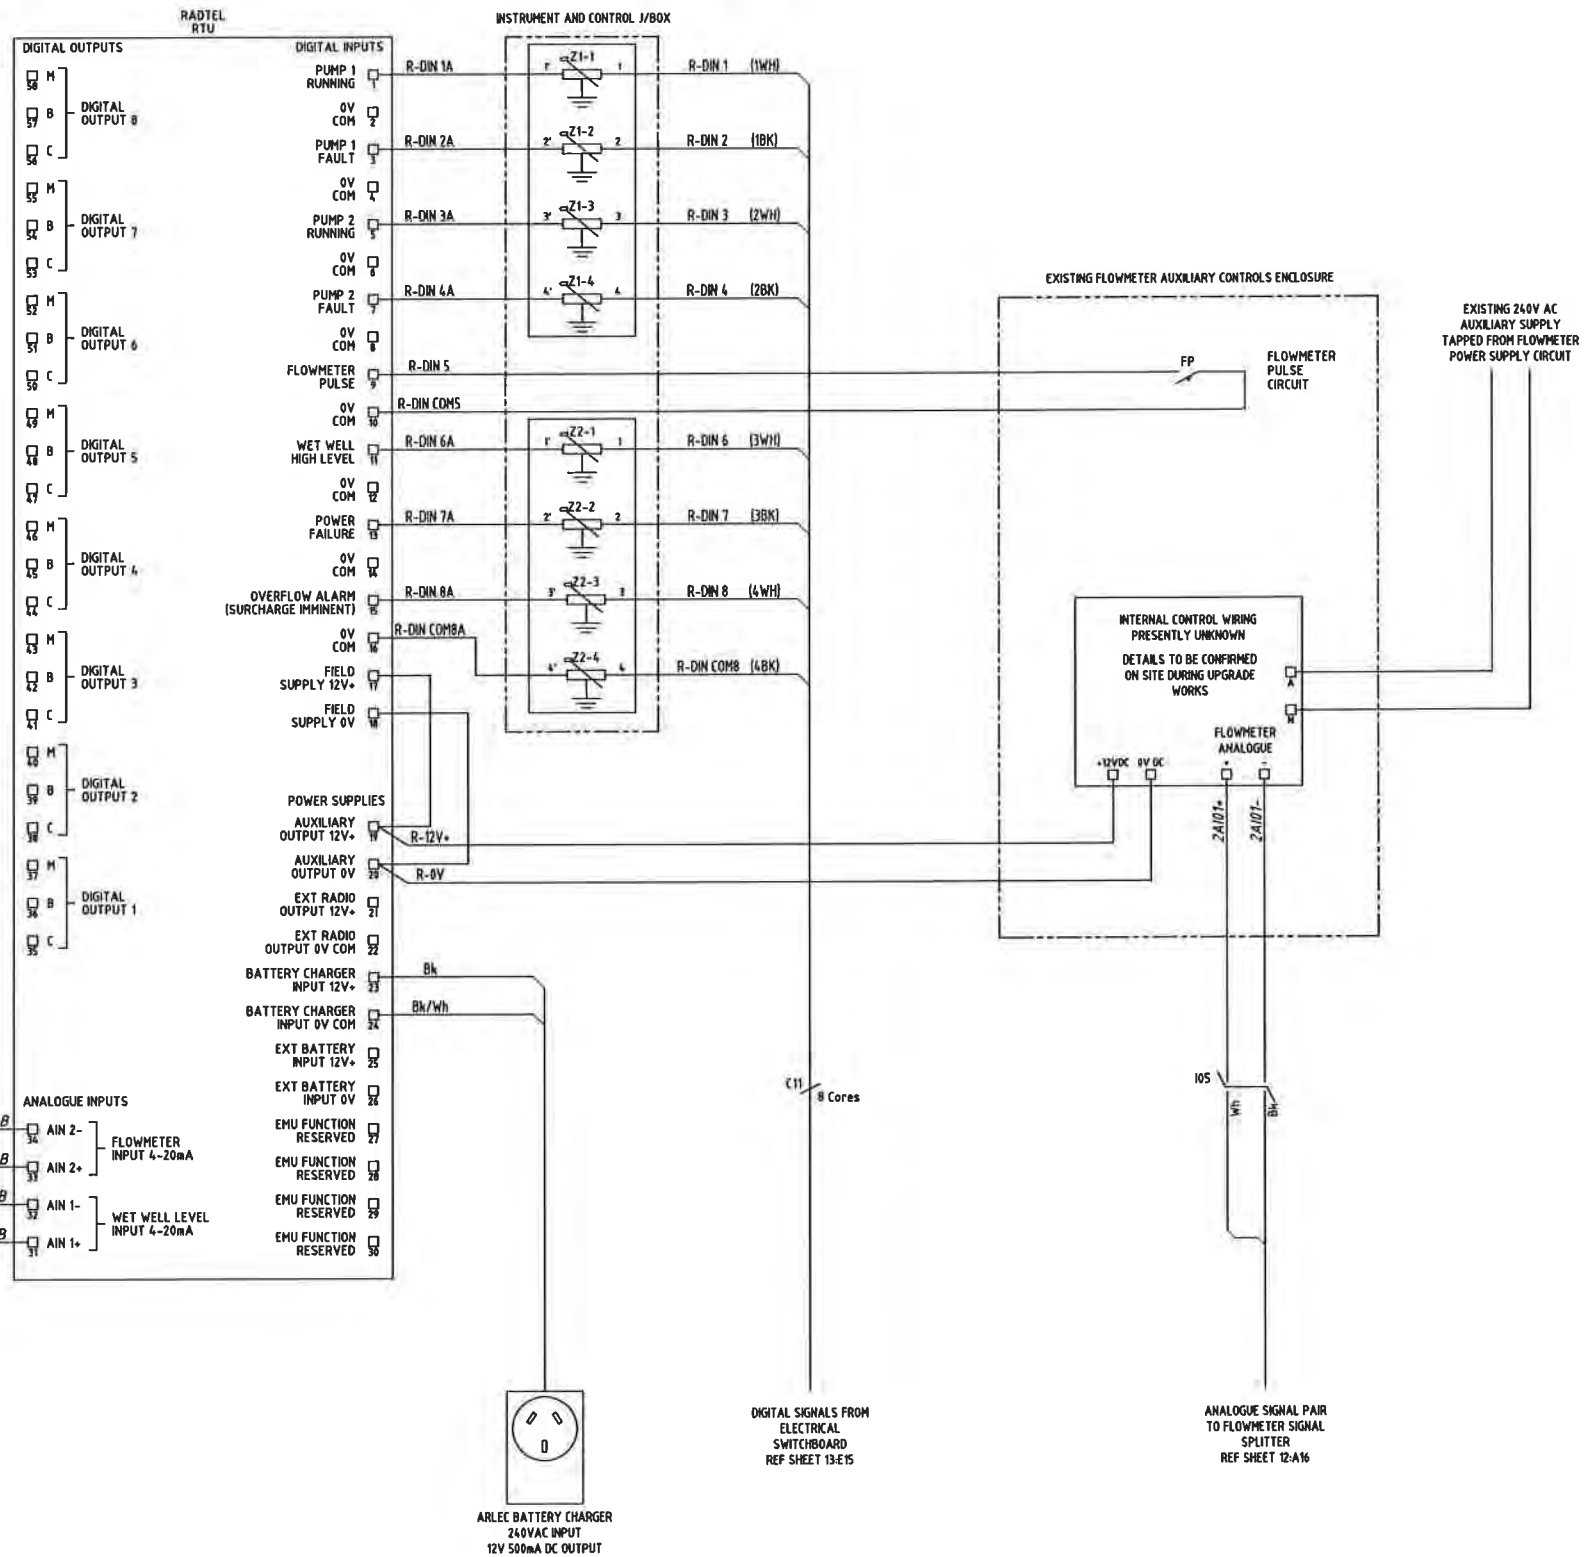 RADTEL
RTU
DIGITAL OUTPUTS
58 M
57 B
56 C
DIGITAL
OUTPUT 8
55 M
54 B
53 C
DIGITAL
OUTPUT 7
52 M
51 B
50 C
DIGITAL
OUTPUT 6
49 M
48 B
47 C
DIGITAL
OUTPUT 5
46 M
45 B
44 C
DIGITAL
OUTPUT 4
43 M
42 B
41 C
DIGITAL
OUTPUT 3
40 M
39 B
38 C
DIGITAL
OUTPUT 2
37 M
36 B
35 C
DIGITAL
OUTPUT 1
ANALOGUE INPUTS
B
34 AIN 2-
B
33 AIN 2+
FLOWMETER
INPUT 4~20mA
B
32 AIN 1-
B
31 AIN 1+
WET WELL LEVEL
INPUT 4~20mA
DIGITAL INPUTS
PUMP 1
RUNNING 1
0V
COM 2
PUMP 1
FAULT 3
0V
COM 4
PUMP 2
RUNNING 5
0V
COM 6
PUMP 2
FAULT 7
0V
COM 8
FLOWMETER
PULSE 9
0V
COM 10
WET WELL
HIGH LEVEL 11
0V
COM 12
POWER
FAILURE 13
0V
COM 14
OVERFLOW ALARM
(SURCHARGE IMMINENT) 15
0V
COM 16
FIELD
SUPPLY 12V+ 17
FIELD
SUPPLY 0V 18
POWER SUPPLIES
AUXILIARY
OUTPUT 12V+ 19
AUXILIARY
OUTPUT 0V 20
EXT RADIO
OUTPUT 12V+ 21
EXT RADIO
OUTPUT 0V COM 22
BATTERY CHARGER
INPUT 12V+ 23
BATTERY CHARGER
INPUT 0V COM 24
EXT BATTERY
INPUT 12V+ 25
EXT BATTERY
INPUT 0V 26
EMU FUNCTION
RESERVED 27
EMU FUNCTION
RESERVED 28
EMU FUNCTION
RESERVED 29
EMU FUNCTION
RESERVED 30
INSTRUMENT AND CONTROL J/BOX
R-DIN 1A 1' Z1-1 1 R-DIN 1 (1WH)
R-DIN 2A 2' Z1-2 2 R-DIN 2 (1BK)
R-DIN 3A 3' Z1-3 3 R-DIN 3 (2WH)
R-DIN 4A 4' Z1-4 4 R-DIN 4 (2BK)
R-DIN 5
R-DIN COM5
R-DIN 6A 1' Z2-1 1 R-DIN 6 (3WH)
R-DIN 7A 2' Z2-2 2 R-DIN 7 (3BK)
R-DIN 8A 3' Z2-3 3 R-DIN 8 (4WH)
R-DIN COM8A 4' Z2-4 4 R-DIN COM8 (4BK)
R-12V+
R-0V
Bk
Bk/Wh
ARLEC BATTERY CHARGER
240VAC INPUT
12V 500mA DC OUTPUT
C11
8 Cores
DIGITAL SIGNALS FROM
ELECTRICAL
SWITCHBOARD
REF SHEET 13:E15
EXISTING FLOWMETER AUXILIARY CONTROLS ENCLOSURE
FP
FLOWMETER
PULSE
CIRCUIT
EXISTING 240V AC
AUXILIARY SUPPLY
TAPPED FROM FLOWMETER
POWER SUPPLY CIRCUIT
INTERNAL CONTROL WIRING
PRESENTLY UNKNOWN
DETAILS TO BE CONFIRMED
ON SITE DURING UPGRADE
WORKS
A
N
FLOWMETER
ANALOGUE
+12VDC 0V DC + -
2AI01+
2AI01-
I05
Wh
Bk
ANALOGUE SIGNAL PAIR
TO FLOWMETER SIGNAL
SPLITTER
REF SHEET 12:A16